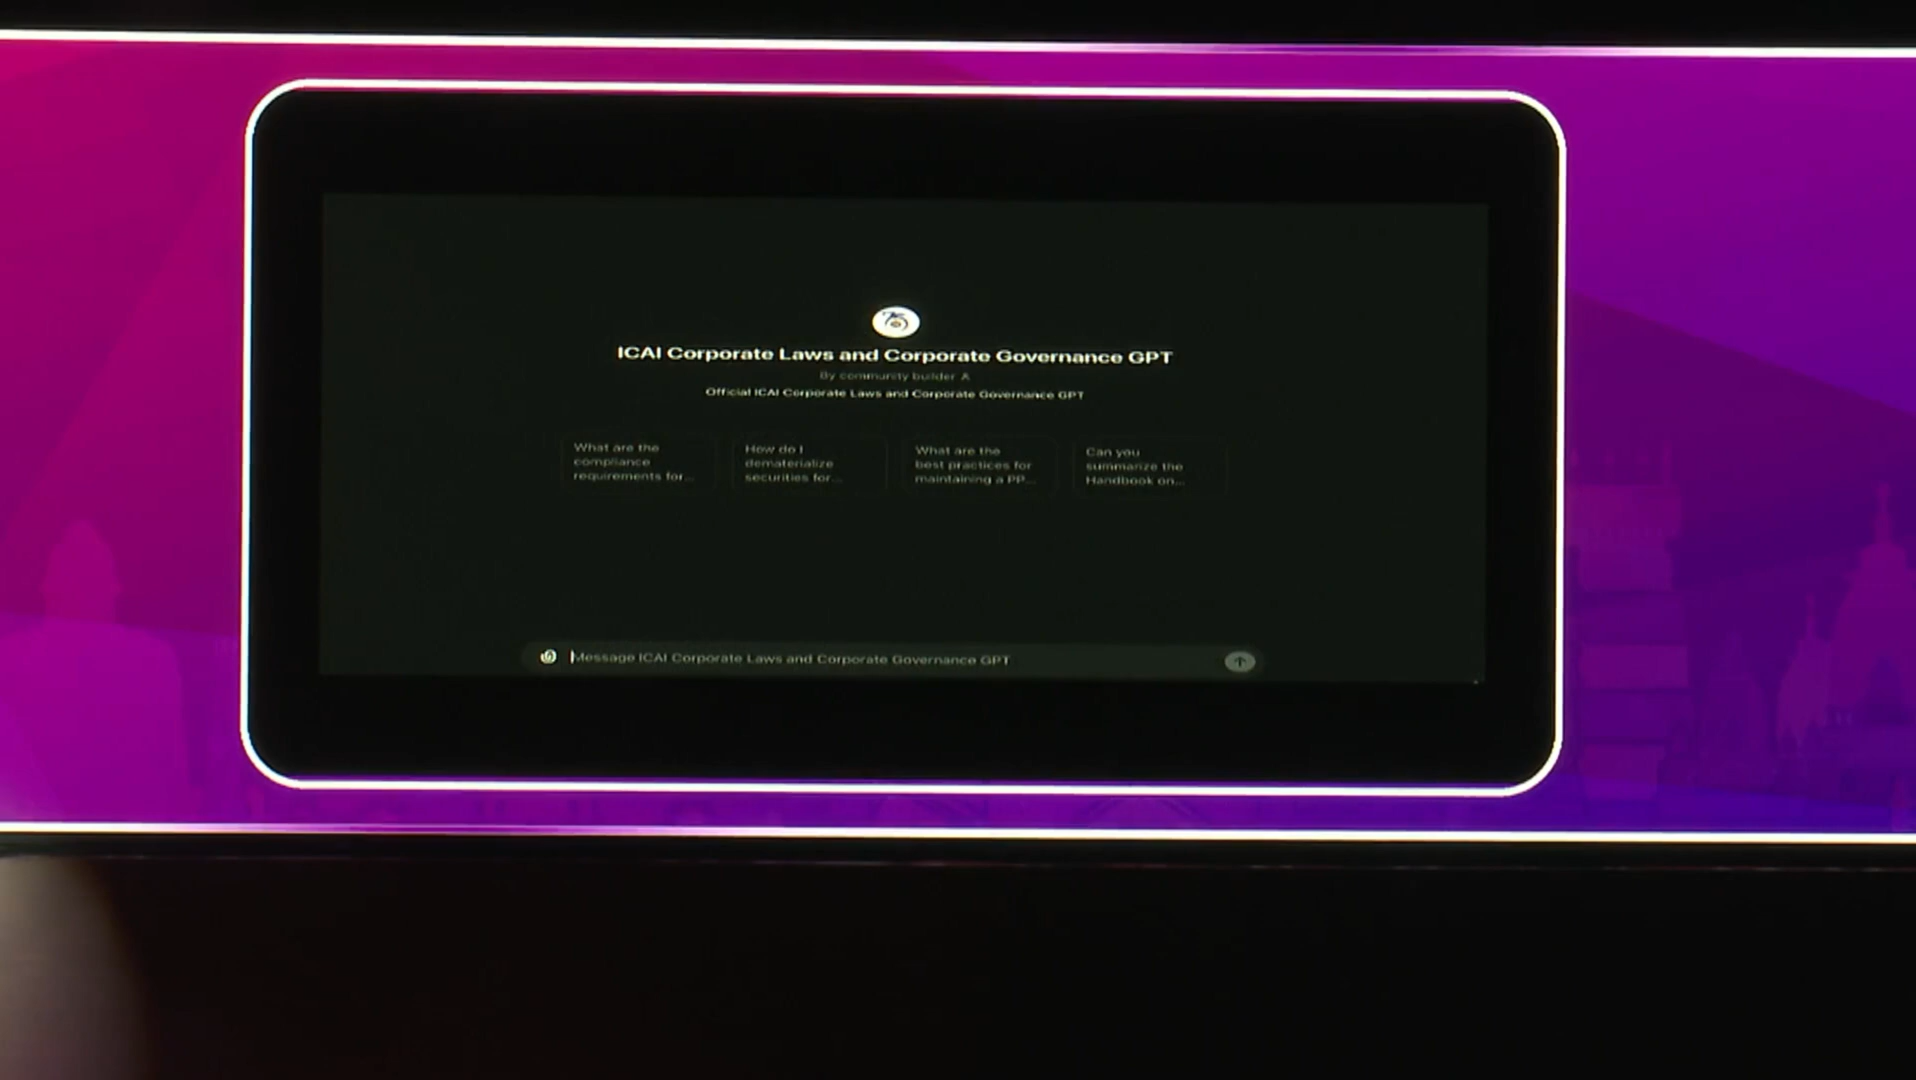 ICAI Corporate Laws and Corporate Governance GPT
By community builder
Official ICAI Corporate Laws and Corporate Governance GPT
What are the
compliance
requirements for...
How do I
dematerialize
securities for...
What are the
best practices for
maintaining a PP...
Can you
summarize the
Handbook on...
Message ICAI Corporate Laws and Corporate Governance GPT